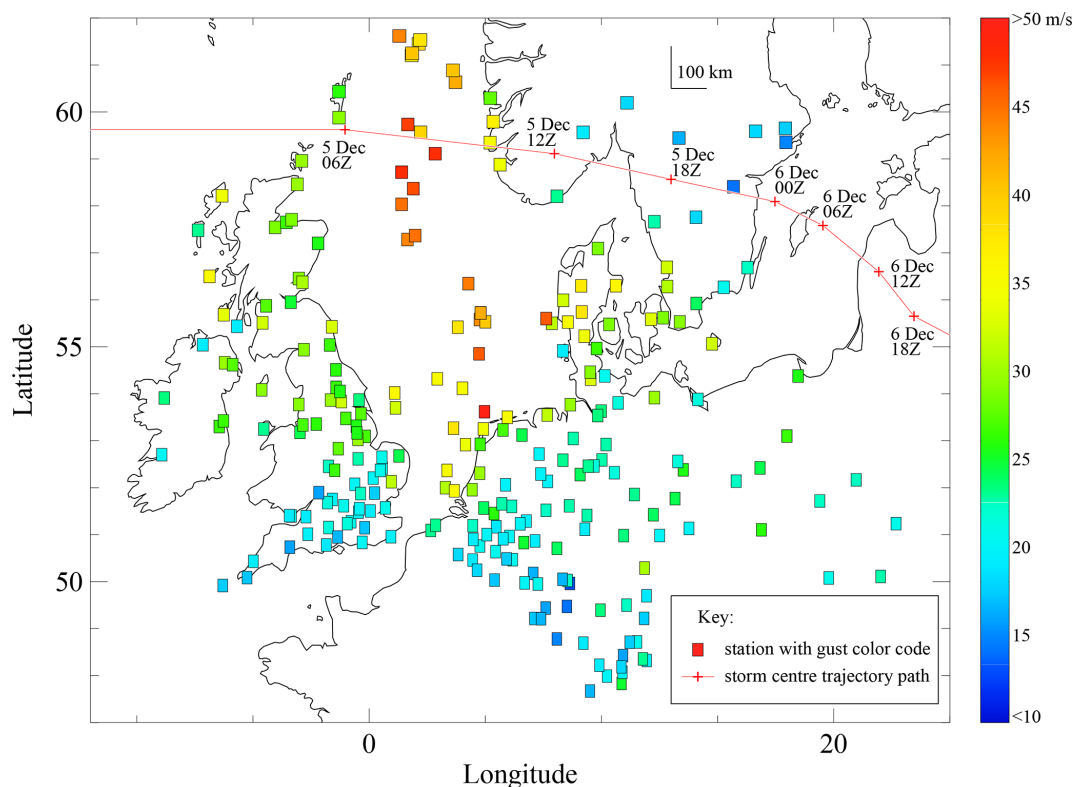 >50 m/s
45
40
35
30
25
20
15
<10
60
55
50
Latitude
0
20
Longitude
100 km
5 Dec
06Z
5 Dec
12Z
5 Dec
18Z
6 Dec
00Z
6 Dec
06Z
6 Dec
12Z
6 Dec
18Z
Key:
station with gust color code
storm centre trajectory path